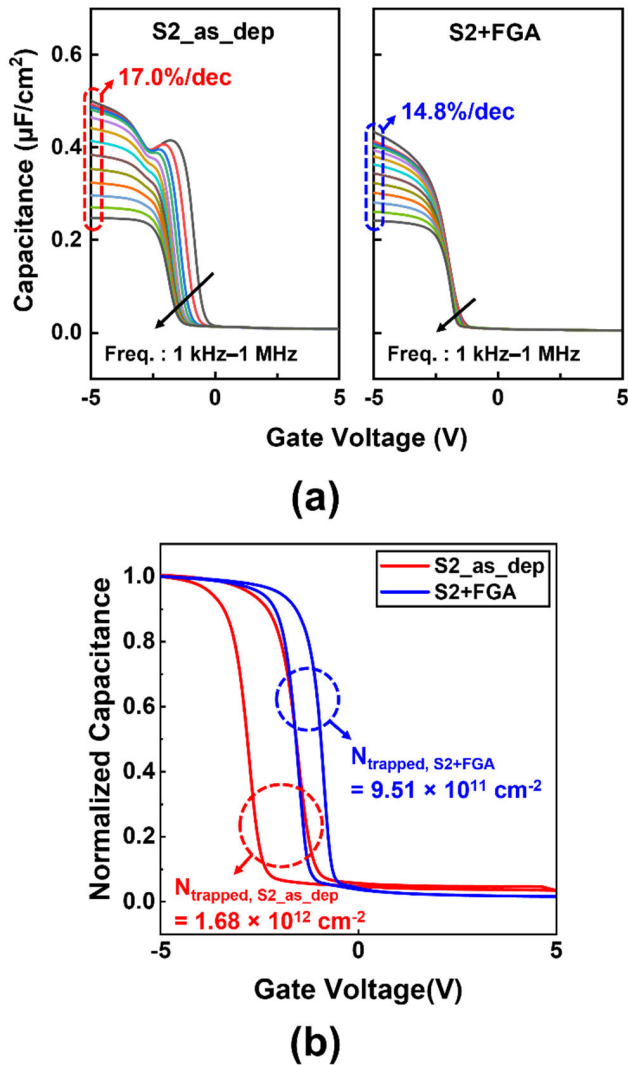 S2_as_dep
S2+FGA
0.6
17.0%/dec
14.8%/dec
0.4
0.2
0.0
Capacitance (μF/cm²)
Freq. : 1 kHz–1 MHz
Freq. : 1 kHz–1 MHz
-5 0 5
-5 0 5
Gate Voltage (V)
(a)
S2_as_dep
S2+FGA
1.0
0.8
0.6
0.4
0.2
0.0
Normalized Capacitance
N trapped, S2+FGA
= 9.51 × 10¹¹ cm⁻²
N trapped, S2_as_dep
= 1.68 × 10¹² cm⁻²
-5 0 5
Gate Voltage(V)
(b)